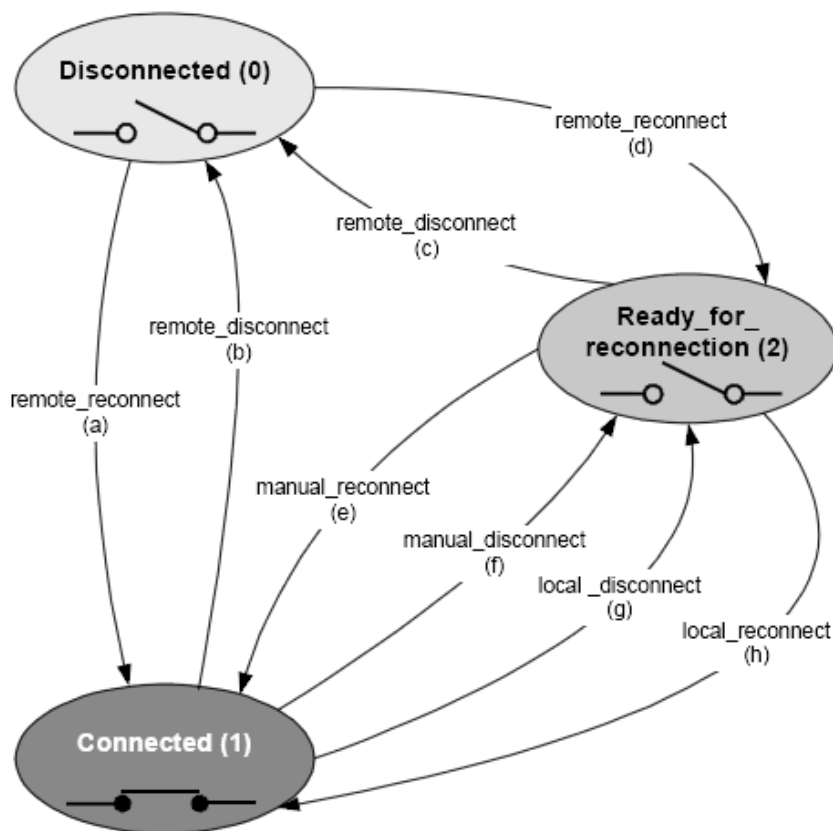 Disconnected (0)
remote_reconnect
(d)
remote_disconnect
(c)
Ready_for_
reconnection (2)
remote_disconnect
(b)
remote_reconnect
(a)
manual_reconnect
(e)
manual_disconnect
(f)
local _disconnect
(g)
local_reconnect
(h)
Connected (1)